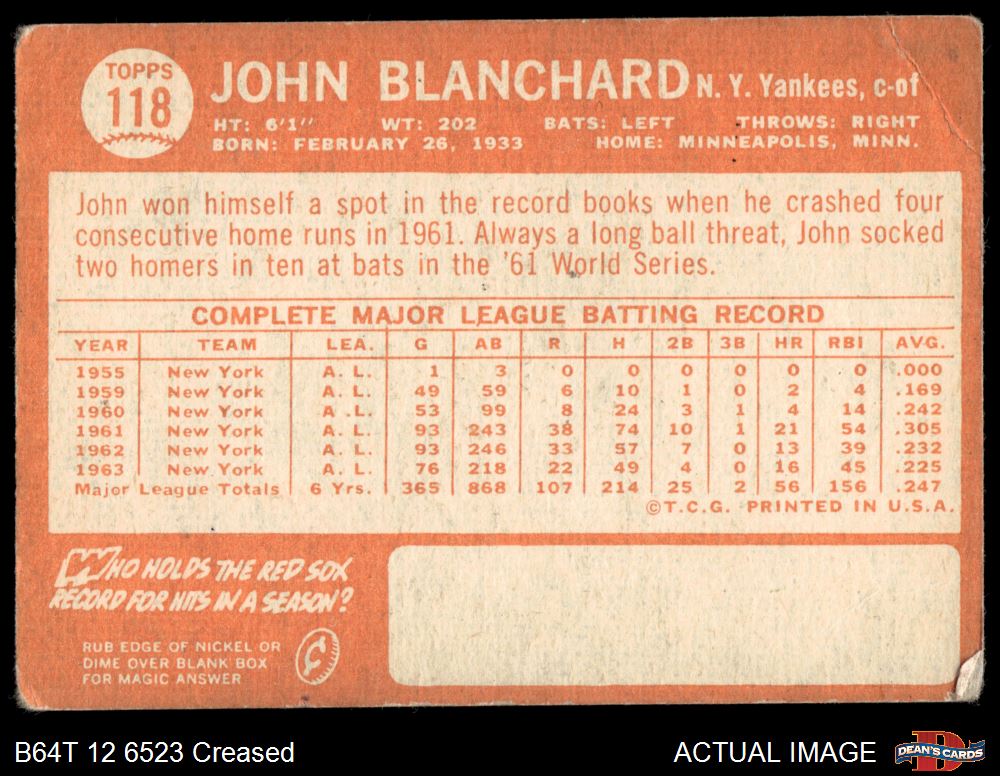 TOPPS
118
JOHN BLANCHARD N. Y. Yankees, c-of
HT: 6'1" WT: 202 BATS: LEFT THROWS: RIGHT
BORN: FEBRUARY 26, 1933 HOME: MINNEAPOLIS, MINN.
John won himself a spot in the record books when he crashed four
consecutive home runs in 1961. Always a long ball threat, John socked
two homers in ten at bats in the '61 World Series.
COMPLETE MAJOR LEAGUE BATTING RECORD
YEAR TEAM LEA. G AB R H 2B 3B HR RBI AVG.
1955 New York A. L. 1 3 0 0 0 0 0 0 .000
1959 New York A. L. 49 59 6 10 1 0 2 4 .169
1960 New York A. L. 53 99 8 24 3 1 4 14 .242
1961 New York A. L. 93 243 38 74 10 1 21 54 .305
1962 New York A. L. 93 246 33 57 7 0 13 39 .232
1963 New York A. L. 76 218 22 49 4 0 16 45 .225
Major League Totals 6 Yrs. 365 868 107 214 25 2 56 156 .247
©T.C.G. PRINTED IN U.S.A.
WHO HOLDS THE RED SOX
RECORD FOR HITS IN A SEASON?
RUB EDGE OF NICKEL OR
DIME OVER BLANK BOX
FOR MAGIC ANSWER
¢
B64T 12 6523 Creased
ACTUAL IMAGE
D
DEAN'S CARDS